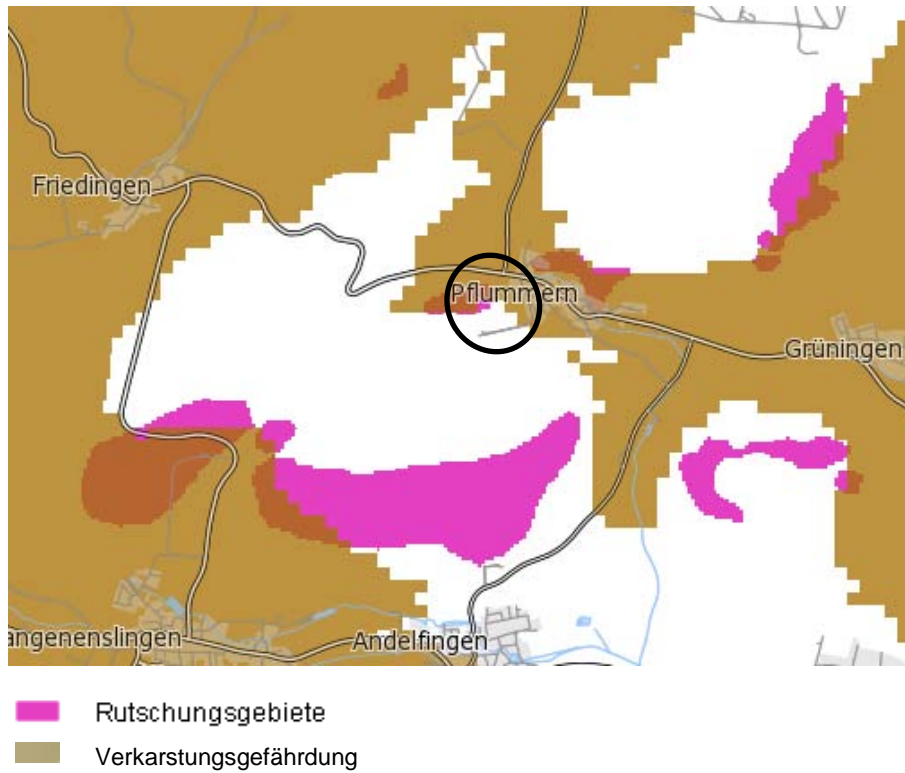 Friedingen
Pflummern
Grüningen
angenenslingen
Andelfingen
Rutschungsgebiete
Verkarstungsgefährdung